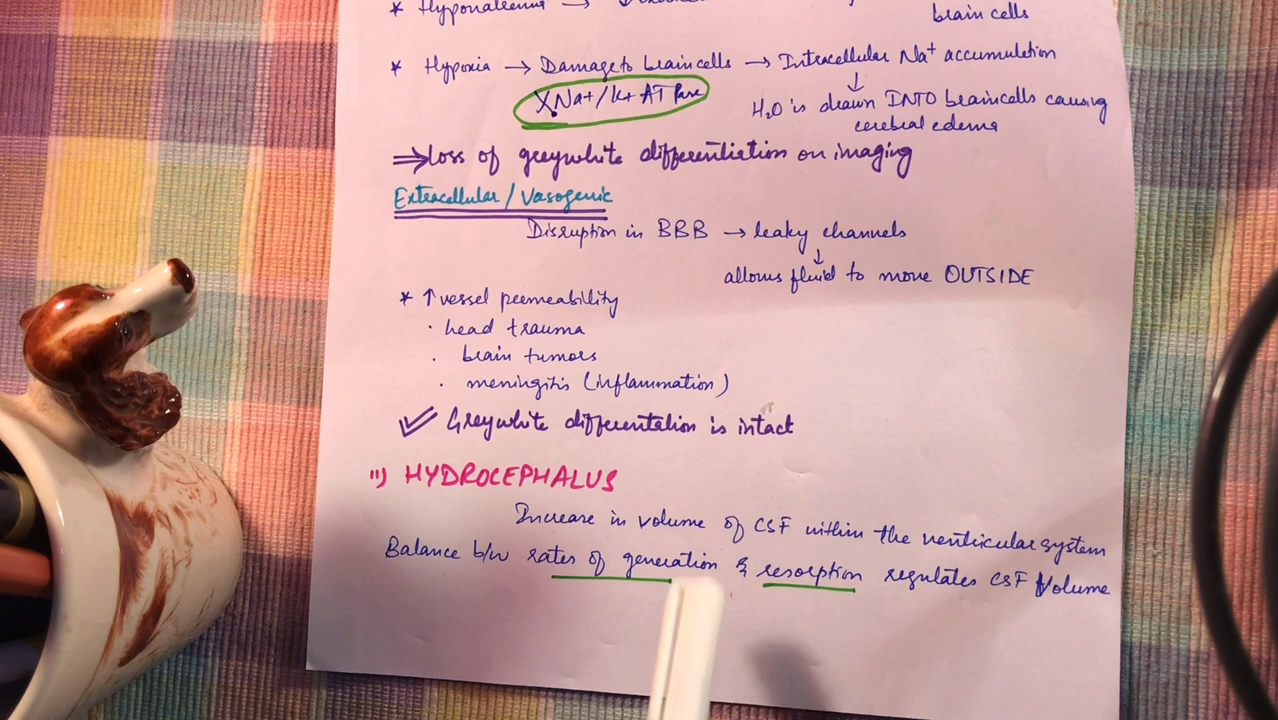 * Hyponatremia →
brain cells
* Hypoxia → Damage to brain cells → Intracellular Na+ accumulation
↓
X Na+/K+ ATPase
H₂O is drawn INTO brain cells causing
cerebral edema
⇒ loss of grey white differentiation on imaging
Extracellular / Vasogenic
Disruption in BBB → leaky channels
↓
allows fluid to move OUTSIDE
* ↑ vessel permeability
· head trauma
· brain tumors
· meningitis (inflammation)
✓ Grey white differentation is intact
11) HYDROCEPHALUS
Increase in volume of CSF within the ventricular system
Balance b/w rates of generation & resorption regulates CSF Volume